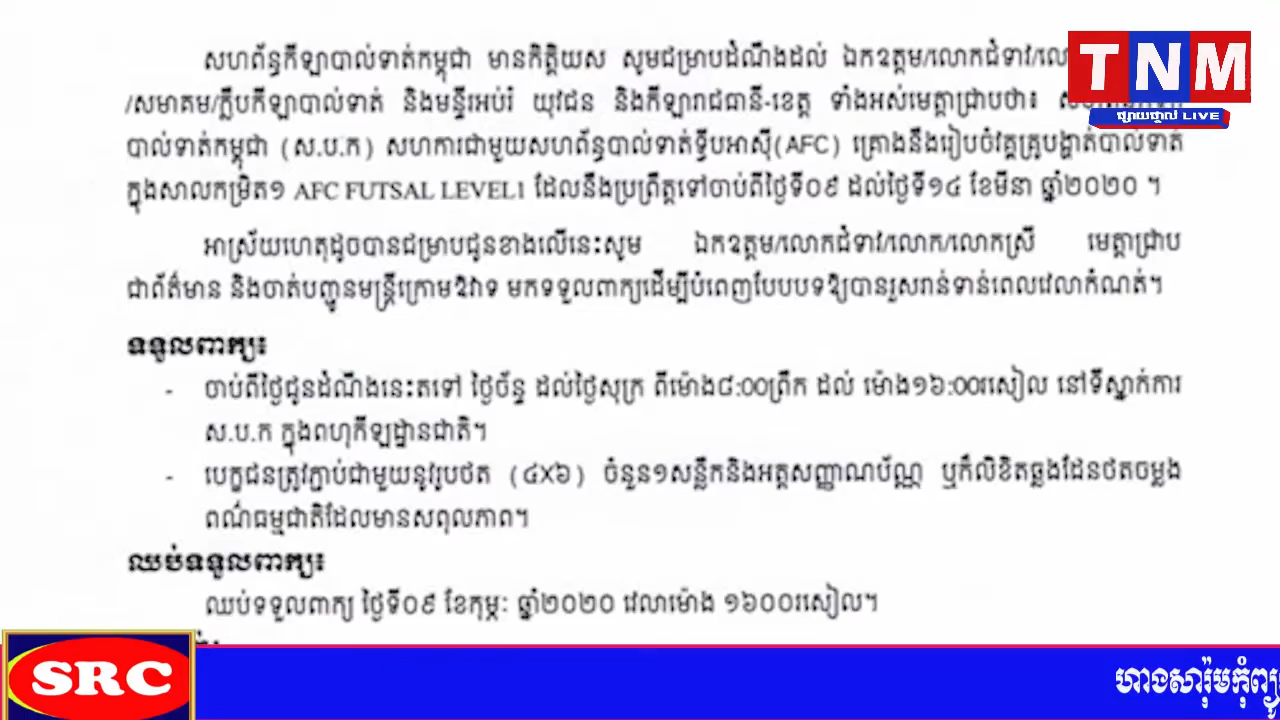 សហព័ន្ធកីឡាបាល់ទាត់កម្ពុជា មានកិត្តិយស សូមជម្រាបដំណឹងដល់ ឯកឧត្តម/លោកជំទាវ/លោ
TNM
/សមាគម/ក្លឹបកីឡាបាល់ទាត់ និងមន្ទីរអប់រំ យុវជន និងកីឡារាជធានី-ខេត្ត ទាំងអស់មេត្តាជ្រាបថា៖
ផ្សាយផ្ទាល់ LIVE
បាល់ទាត់កម្ពុជា (ស.ប.ក) សហការជាមួយសហព័ន្ធបាល់ទាត់ទ្វីបអាស៊ី(AFC) គ្រោងនឹងរៀបចំវគ្គគ្រូបង្ហាត់បាល់ទាត់
ក្នុងសាលកម្រិត១ AFC FUTSAL LEVEL1 ដែលនឹងប្រព្រឹត្តទៅចាប់ពីថ្ងៃទី០៩ ដល់ថ្ងៃទី១៤ ខែមីនា ឆ្នាំ២០២០ ។
អាស្រ័យហេតុដូចបានជម្រាបជូនខាងលើនេះសូម ឯកឧត្តម/លោកជំទាវ/លោក/លោកស្រី មេត្តាជ្រាប
ជាព័ត៌មាន និងចាត់បញ្ជូនមន្ត្រីក្រោមឱវាទ មកទទួលពាក្យដើម្បីបំពេញបែបបទឱ្យបានរួសរាន់ទាន់ពេលវេលាកំណត់។
ទទួលពាក្យ៖
- ចាប់ពីថ្ងៃជូនដំណឹងនេះតទៅ ថ្ងៃច័ន្ទ ដល់ថ្ងៃសុក្រ ពីម៉ោង៨:00ព្រឹក ដល់ ម៉ោង១៦:00រសៀល នៅទីស្នាក់ការ
ស.ប.ក ក្នុងពហុកីឡដ្ឋានជាតិ។
- បេក្ខជនត្រូវភ្ជាប់ជាមួយនូវរូបថត (៤X៦) ចំនួន១សន្លឹកនិងអត្តសញ្ញាណប័ណ្ណ ឬក៏លិខិតឆ្លងដែនថតចម្លង
ពណ៌ធម្មជាតិដែលមានសពុលភាព។
ឈប់ទទួលពាក្យ៖
ឈប់ទទួលពាក្យ ថ្ងៃទី០៩ ខែកុម្ភៈ ឆ្នាំ២០២០ វេលាម៉ោង ១៦០០រសៀល។
SRC
ហាងសារ៉ុមកុំព្យូ